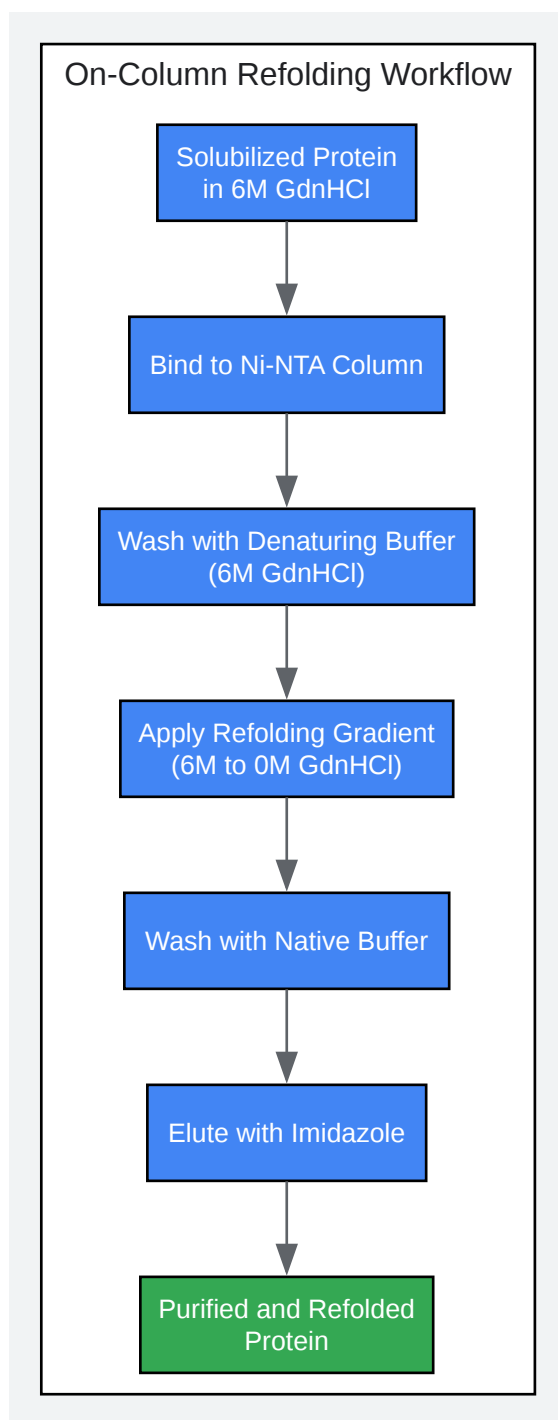 On-Column Refolding Workflow
Solubilized Protein
in 6M GdnHCl
Bind to Ni-NTA Column
Wash with Denaturing Buffer
(6M GdnHCl)
Apply Refolding Gradient
(6M to 0M GdnHCl)
Wash with Native Buffer
Elute with Imidazole
Purified and Refolded
Protein